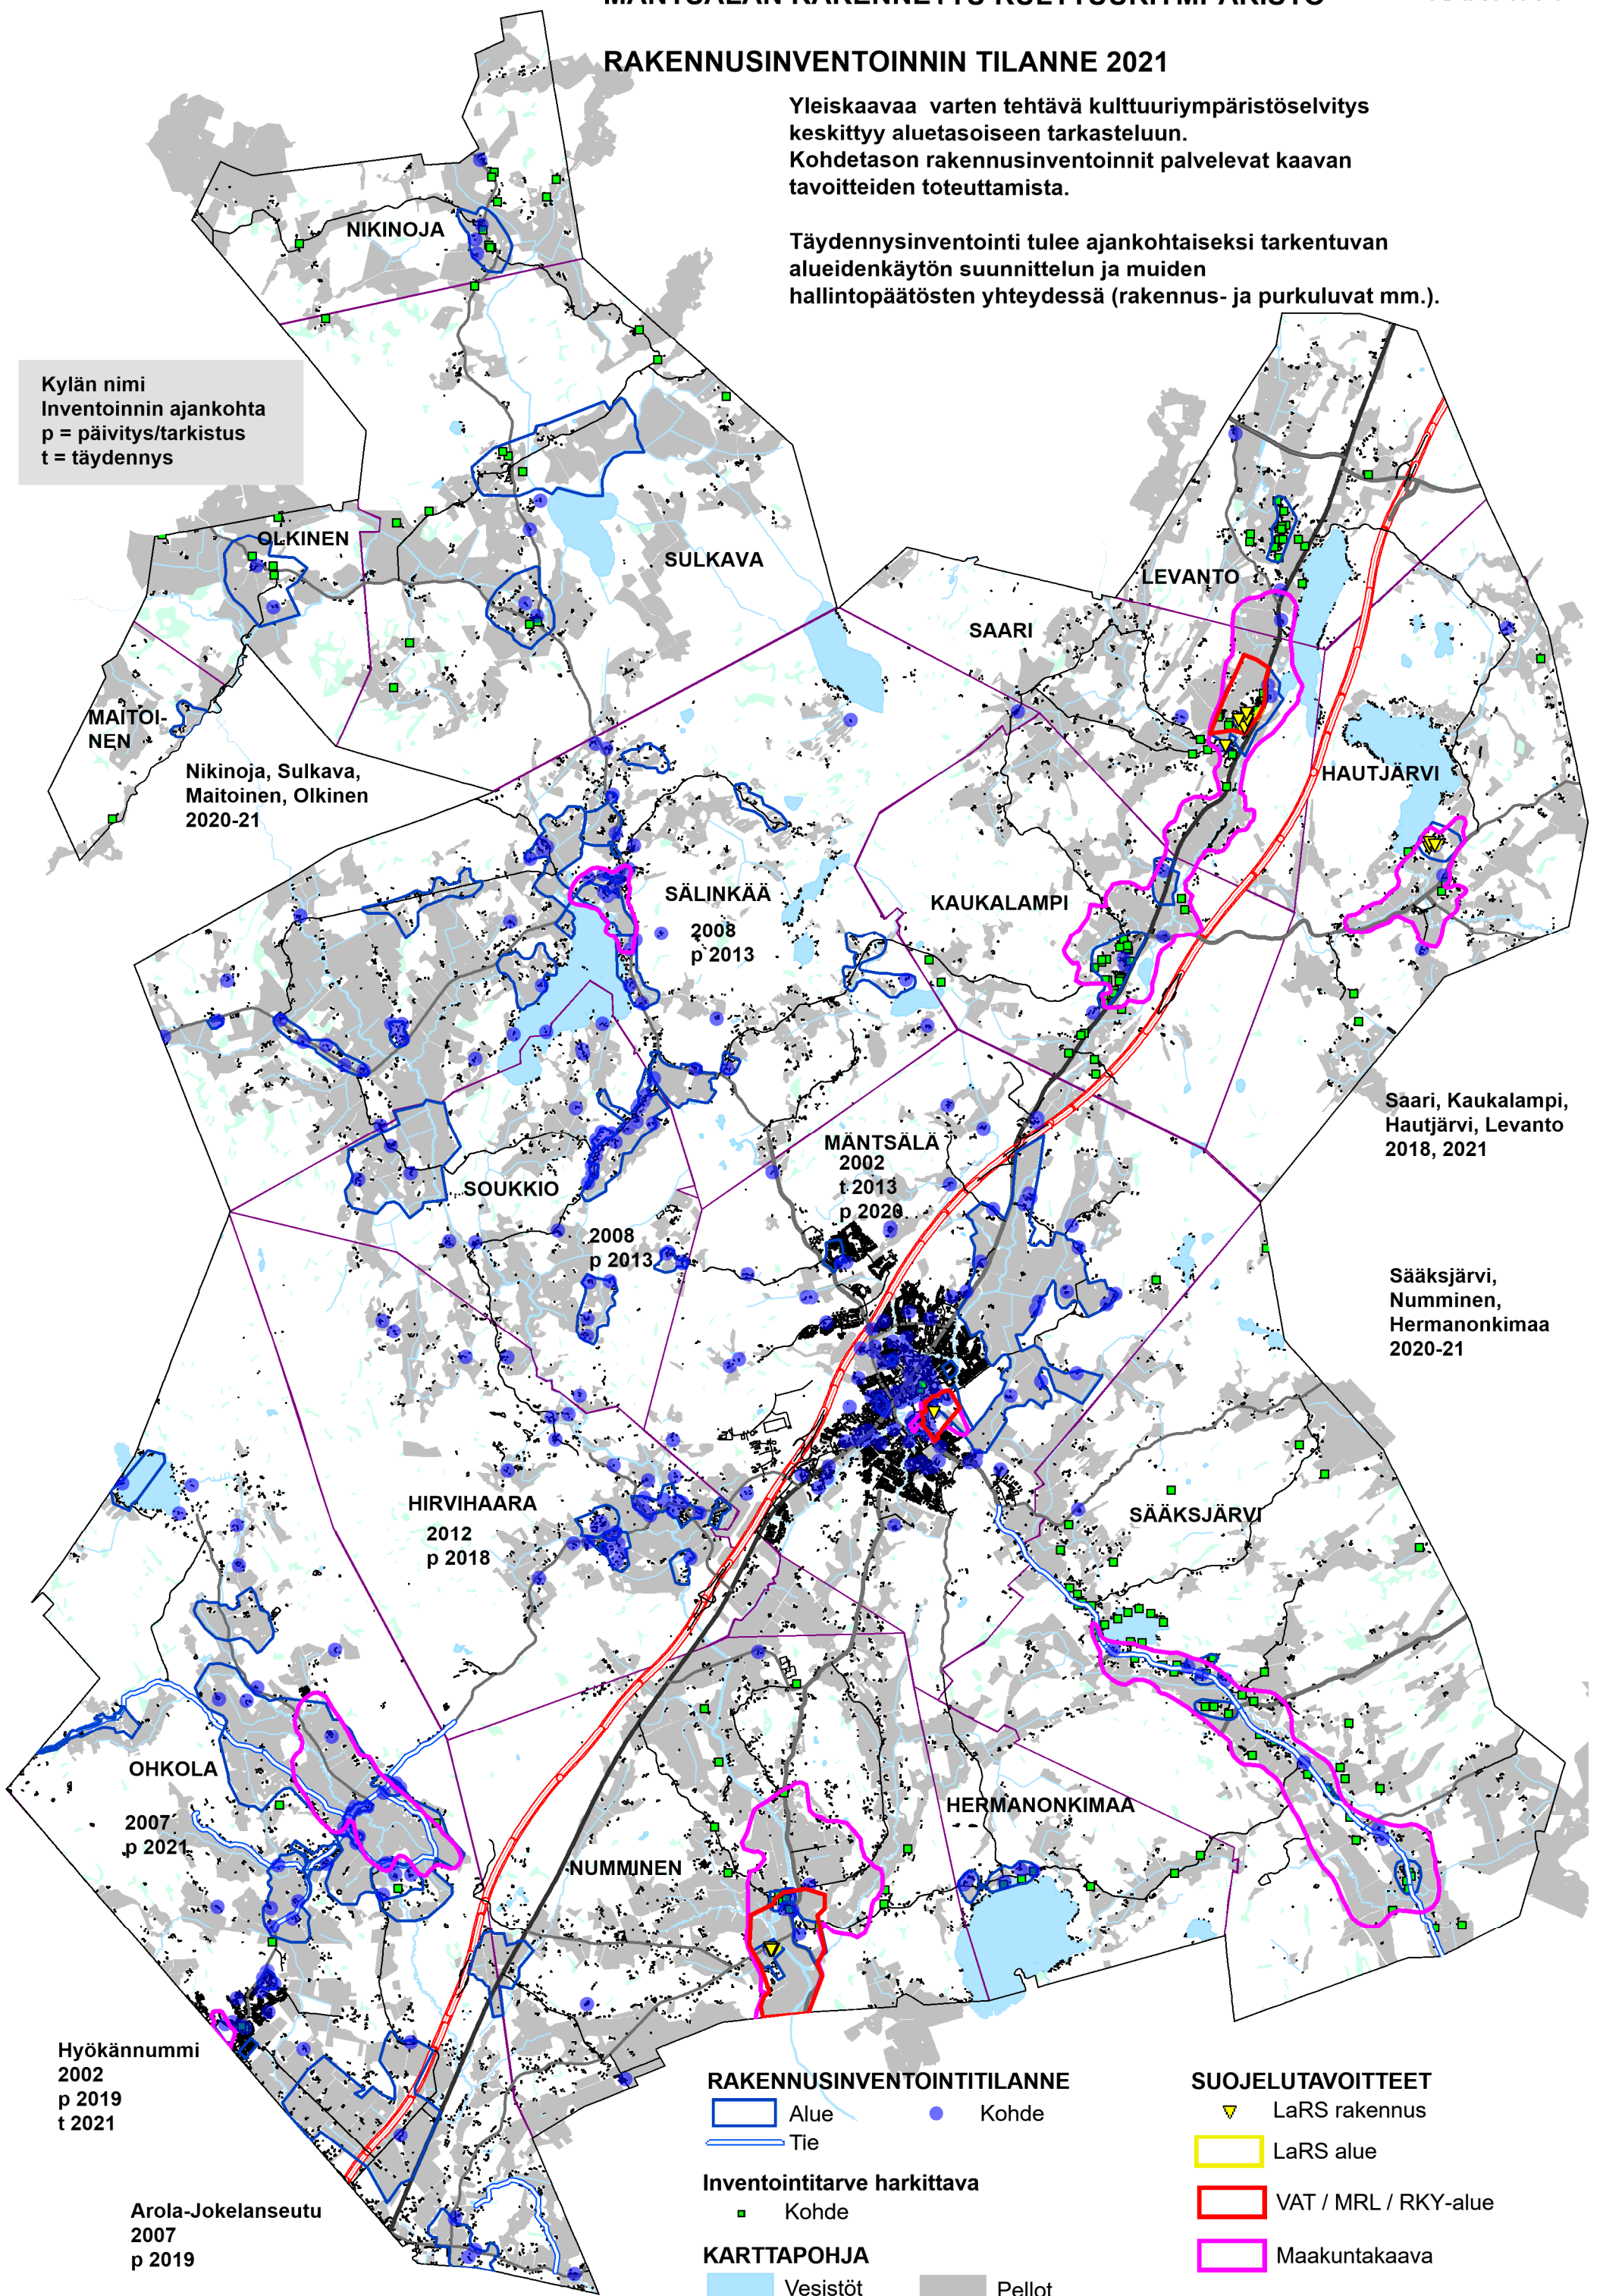 RAKENNUSINVENTOINNIN TILANNE 2021
Yleiskaavaa varten tehtävä kulttuuriympäristöselvitys
keskittyy aluetasoiseen tarkasteluun.
Kohdetason rakennusinventoinnit palvelevat kaavan
tavoitteiden toteuttamista.
Täydennysinventointi tulee ajankohtaiseksi tarkentuvan
alueidenkäytön suunnittelun ja muiden
hallintopäätösten yhteydessä (rakennus- ja purkuluvat mm.).
Kylän nimi
Inventoinnin ajankohta
p = päivitys/tarkistus
t = täydennys
NIKINOJA
OLKINEN
SULKAVA
LEVANTO
SAARI
MAITOI-
NEN
HAUTJÄRVI
Nikinoja, Sulkava,
Maitoinen, Olkinen
2020-21
SÄLINKÄÄ
2008
p 2013
KAUKALAMPI
Saari, Kaukalampi,
Hautjärvi, Levanto
2018, 2021
MÄNTSÄLÄ
2002
t 2013
p 2020
SOUKKIO
2008
p 2013
Sääksjärvi,
Numminen,
Hermanonkimaa
2020-21
HIRVIHAARA
2012
p 2018
SÄÄKSJÄRVI
OHKOLA
2007
p 2021
HERMANONKIMAA
NUMMINEN
Hyökännummi
2002
p 2019
t 2021
Arola-Jokelanseutu
2007
p 2019
RAKENNUSINVENTOINTITILANNE
Alue
Kohde
Tie
Inventointitarve harkittava
Kohde
KARTTAPOHJA
Vesistöt
Pellot
SUOJELUTAVOITTEET
LaRS rakennus
LaRS alue
VAT / MRL / RKY-alue
Maakuntakaava